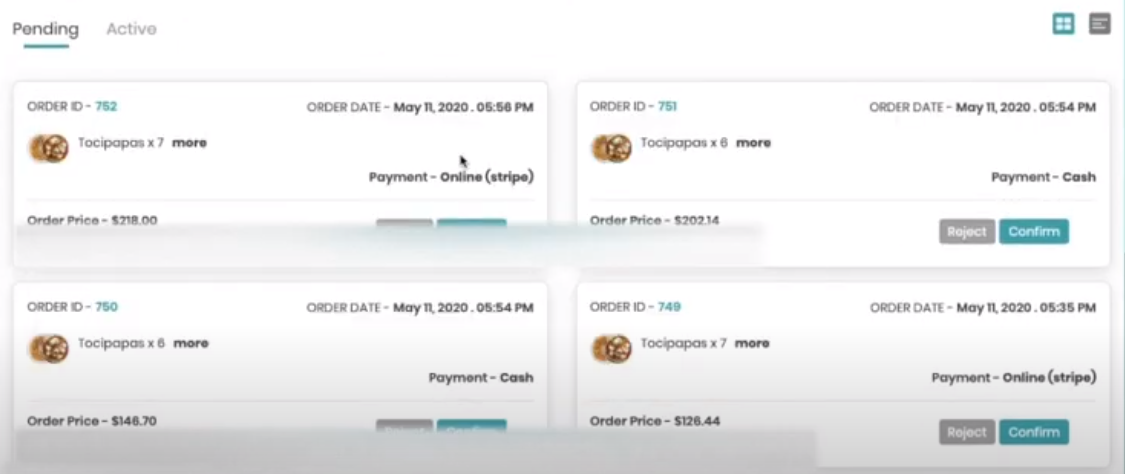 Pending Active
ORDER ID - 752 ORDER DATE - May 11, 2020 . 05:56 PM
Tocipapas x 7 more
Payment - Online (stripe)
Order Price - $218.00
ORDER ID - 751 ORDER DATE - May 11, 2020 . 05:54 PM
Tocipapas x 6 more
Payment - Cash
Order Price - $202.14
Reject Confirm
ORDER ID - 750 ORDER DATE - May 11, 2020 . 05:54 PM
Tocipapas x 6 more
Payment - Cash
Order Price - $146.70
Reject Confirm
ORDER ID - 749 ORDER DATE - May 11, 2020 . 05:35 PM
Tocipapas x 7 more
Payment - Online (stripe)
Order Price - $126.44
Reject Confirm